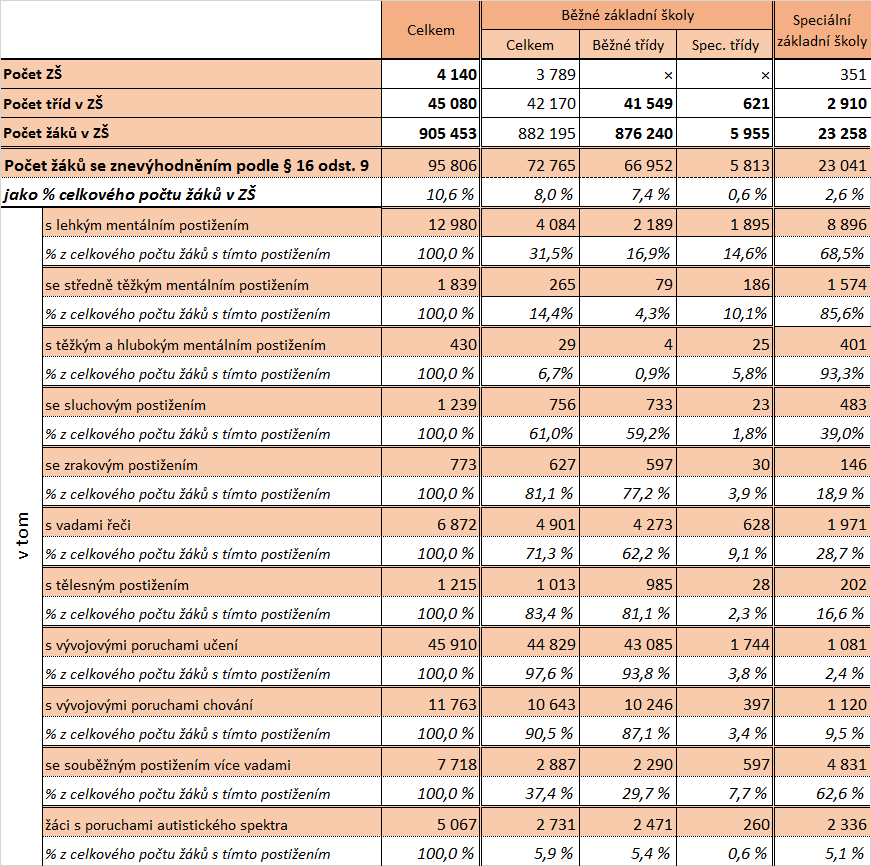 Celkem Běžné základní školy Speciální základní školy
Celkem Běžné třídy Spec. třídy
Počet ZŠ 4 140 3 789 × × 351
Počet tříd v ZŠ 45 080 42 170 41 549 621 2 910
Počet žáků v ZŠ 905 453 882 195 876 240 5 955 23 258
Počet žáků se znevýhodněním podle § 16 odst. 9 95 806 72 765 66 952 5 813 23 041
jako % celkového počtu žáků v ZŠ 10,6 % 8,0 % 7,4 % 0,6 % 2,6 %
v tom
s lehkým mentálním postižením 12 980 4 084 2 189 1 895 8 896
% z celkového počtu žáků s tímto postižením 100,0 % 31,5% 16,9% 14,6% 68,5%
se středně těžkým mentálním postižením 1 839 265 79 186 1 574
% z celkového počtu žáků s tímto postižením 100,0 % 14,4% 4,3% 10,1% 85,6%
s těžkým a hlubokým mentálním postižením 430 29 4 25 401
% z celkového počtu žáků s tímto postižením 100,0 % 6,7% 0,9% 5,8% 93,3%
se sluchovým postižením 1 239 756 733 23 483
% z celkového počtu žáků s tímto postižením 100,0 % 61,0% 59,2% 1,8% 39,0%
se zrakovým postižením 773 627 597 30 146
% z celkového počtu žáků s tímto postižením 100,0 % 81,1 % 77,2 % 3,9 % 18,9 %
s vadami řeči 6 872 4 901 4 273 628 1 971
% z celkového počtu žáků s tímto postižením 100,0 % 71,3 % 62,2 % 9,1 % 28,7 %
s tělesným postižením 1 215 1 013 985 28 202
% z celkového počtu žáků s tímto postižením 100,0 % 83,4 % 81,1 % 2,3 % 16,6 %
s vývojovými poruchami učení 45 910 44 829 43 085 1 744 1 081
% z celkového počtu žáků s tímto postižením 100,0 % 97,6 % 93,8 % 3,8 % 2,4 %
s vývojovými poruchami chování 11 763 10 643 10 246 397 1 120
% z celkového počtu žáků s tímto postižením 100,0 % 90,5 % 87,1 % 3,4 % 9,5 %
se souběžným postižením více vadami 7 718 2 887 2 290 597 4 831
% z celkového počtu žáků s tímto postižením 100,0 % 37,4 % 29,7 % 7,7 % 62,6 %
žáci s poruchami autistického spektra 5 067 2 731 2 471 260 2 336
% z celkového počtu žáků s tímto postižením 100,0 % 5,9 % 5,4 % 0,6 % 5,1 %